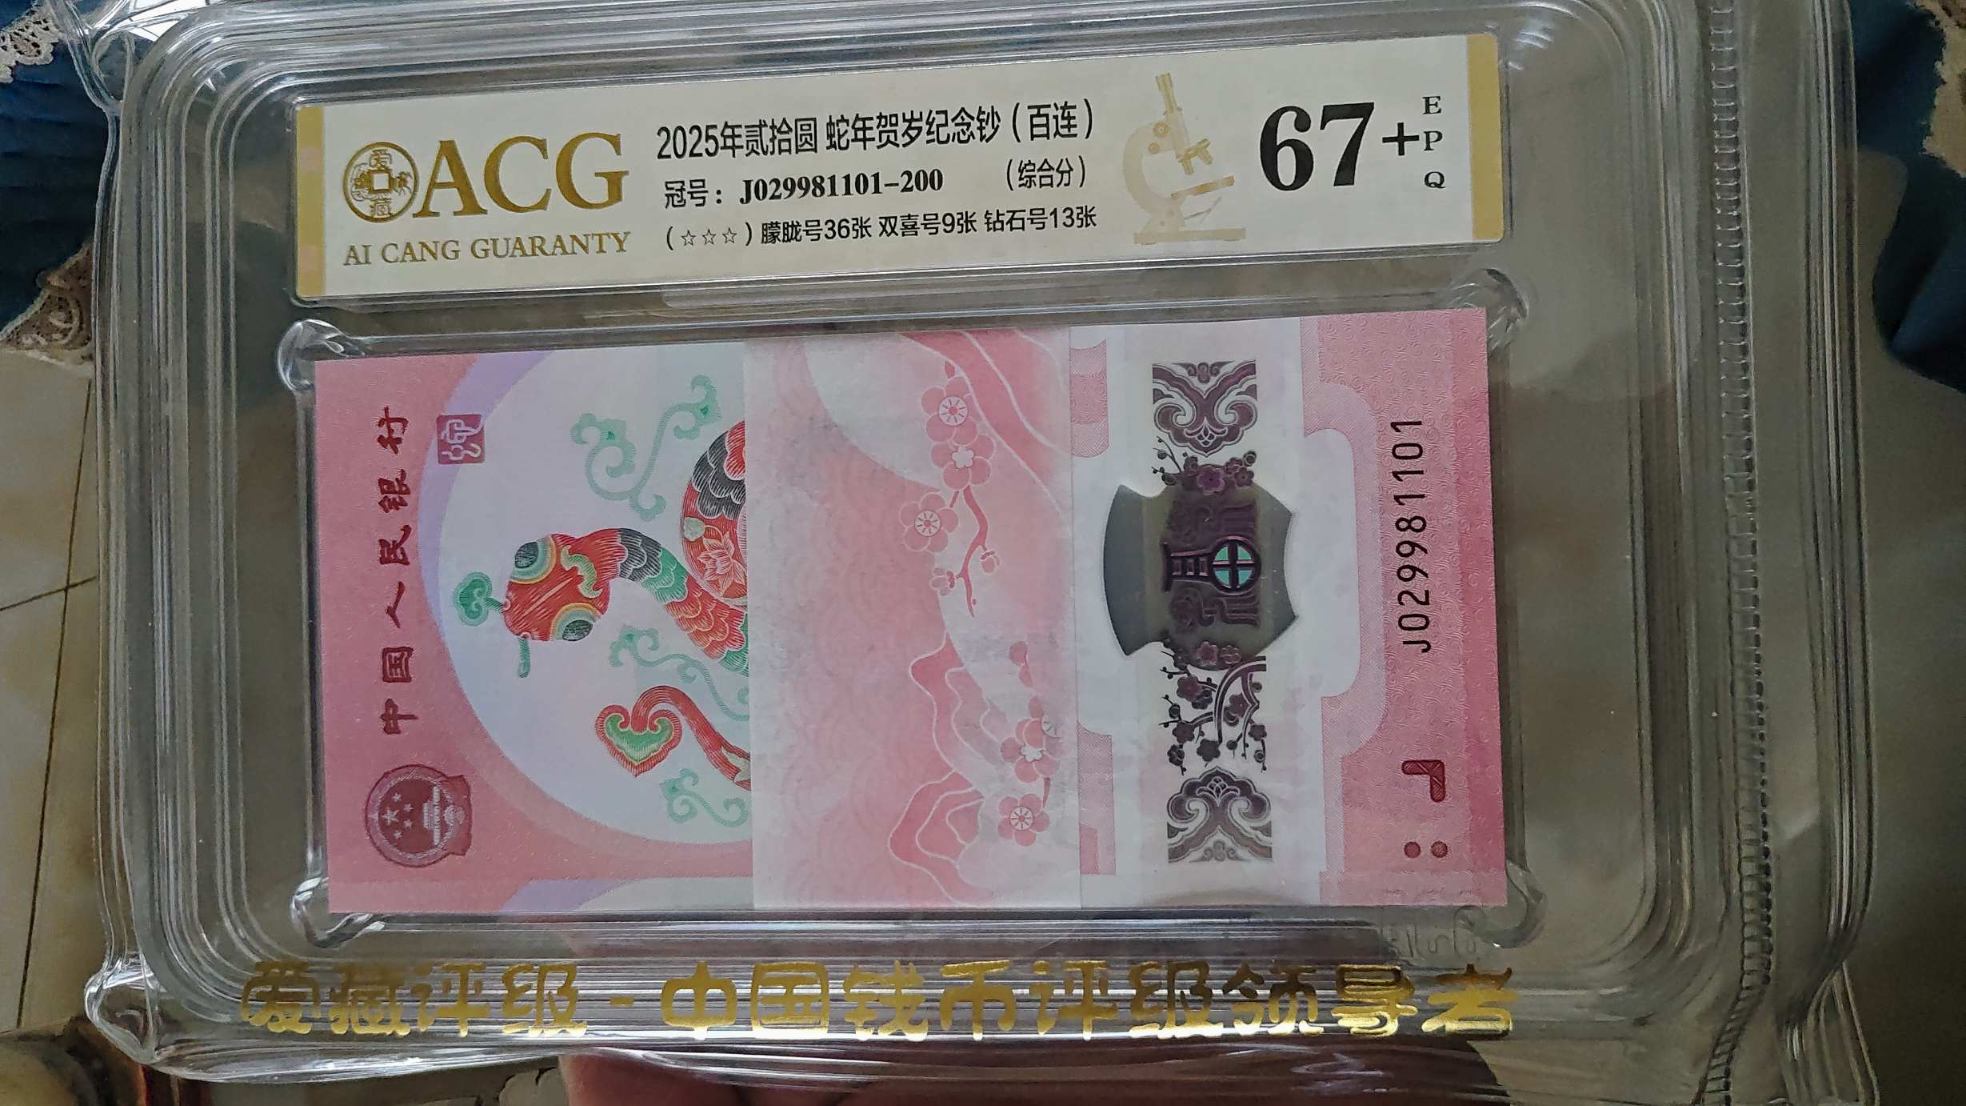 ACG
AI CANG GUARANTY
2025年贰拾圆 蛇年贺岁纪念钞（百连）
冠号：J029981101-200 （综合分）
（☆☆☆）朦胧号36张 双喜号9张 钻石号13张
67+
EPQ
中国人民银行
J029981101
爱藏评级-中国钱币评级领导者